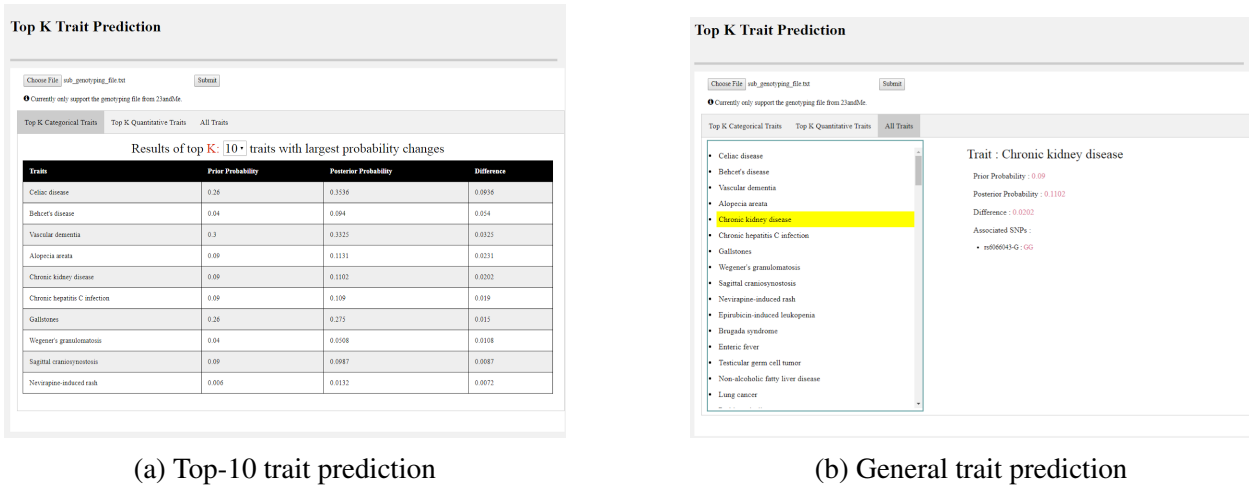 Top K Trait Prediction
Choose File sub_genotyping_file.txt Submit
Currently only support the genotyping file from 23andMe.
Top K Categorical Traits Top K Quantitative Traits All Traits
Results of top K: 10 traits with largest probability changes
Traits Prior Probability Posterior Probability Difference
Celiac disease 0.26 0.3536 0.0936
Behcet's disease 0.04 0.094 0.054
Vascular dementia 0.3 0.3325 0.0325
Alopecia areata 0.09 0.1131 0.0231
Chronic kidney disease 0.09 0.1102 0.0202
Chronic hepatitis C infection 0.09 0.109 0.019
Gallstones 0.26 0.275 0.015
Wegener's granulomatosis 0.04 0.0508 0.0108
Sagittal craniosynostosis 0.09 0.0987 0.0087
Nevirapine-induced rash 0.006 0.0132 0.0072
(a) Top-10 trait prediction
Top K Trait Prediction
Choose File sub_genotyping_file.txt Submit
Currently only support the genotyping file from 23andMe.
Top K Categorical Traits Top K Quantitative Traits All Traits
Celiac disease
Behcet's disease
Vascular dementia
Alopecia areata
Chronic kidney disease
Chronic hepatitis C infection
Gallstones
Wegener's granulomatosis
Sagittal craniosynostosis
Nevirapine-induced rash
Epirubicin-induced leukopenia
Brugada syndrome
Enteric fever
Testicular germ cell tumor
Non-alcoholic fatty liver disease
Lung cancer
Trait : Chronic kidney disease
Prior Probability : 0.09
Posterior Probability : 0.1102
Difference : 0.0202
Associated SNPs :
rs6066043-G : GG
(b) General trait prediction